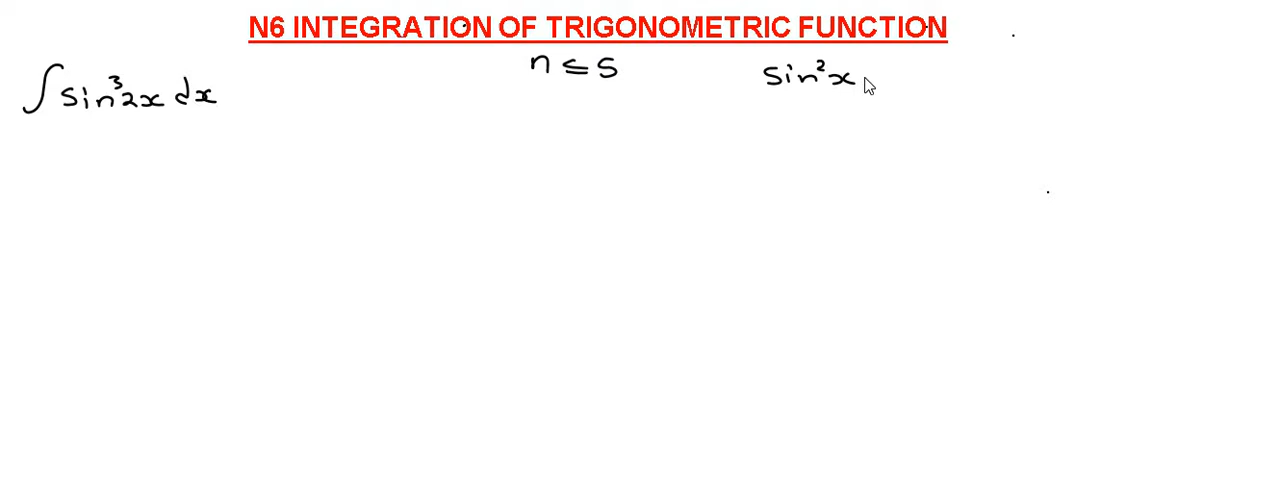 N6 INTEGRATION OF TRIGONOMETRIC FUNCTION
n ≤ 5 sin²x
∫ sin³2x dx